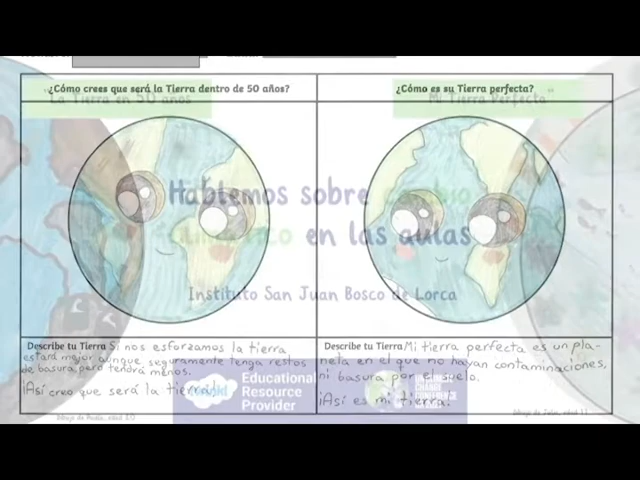 ¿Cómo crees que será la Tierra dentro de 50 años?
¿Cómo es su Tierra perfecta?
"La Tierra en 50 años"
"Mi Tierra Perfecta"
Hablemos sobre
en las aulas
Instituto San Juan Bosco de Lorca
Describe tu Tierra Si nos esforzamos la tierra
estará mejor aunque seguramente tenga restos
de basura pero tendrá menos.
¡Así creo que será la tierra!
Describe tu Tierra Mi tierra perfecta es un pla-
neta en el que no hayan contaminaciones,
ni basura por el suelo.
¡Así es mi tierra!
Educational
Resource
Provider